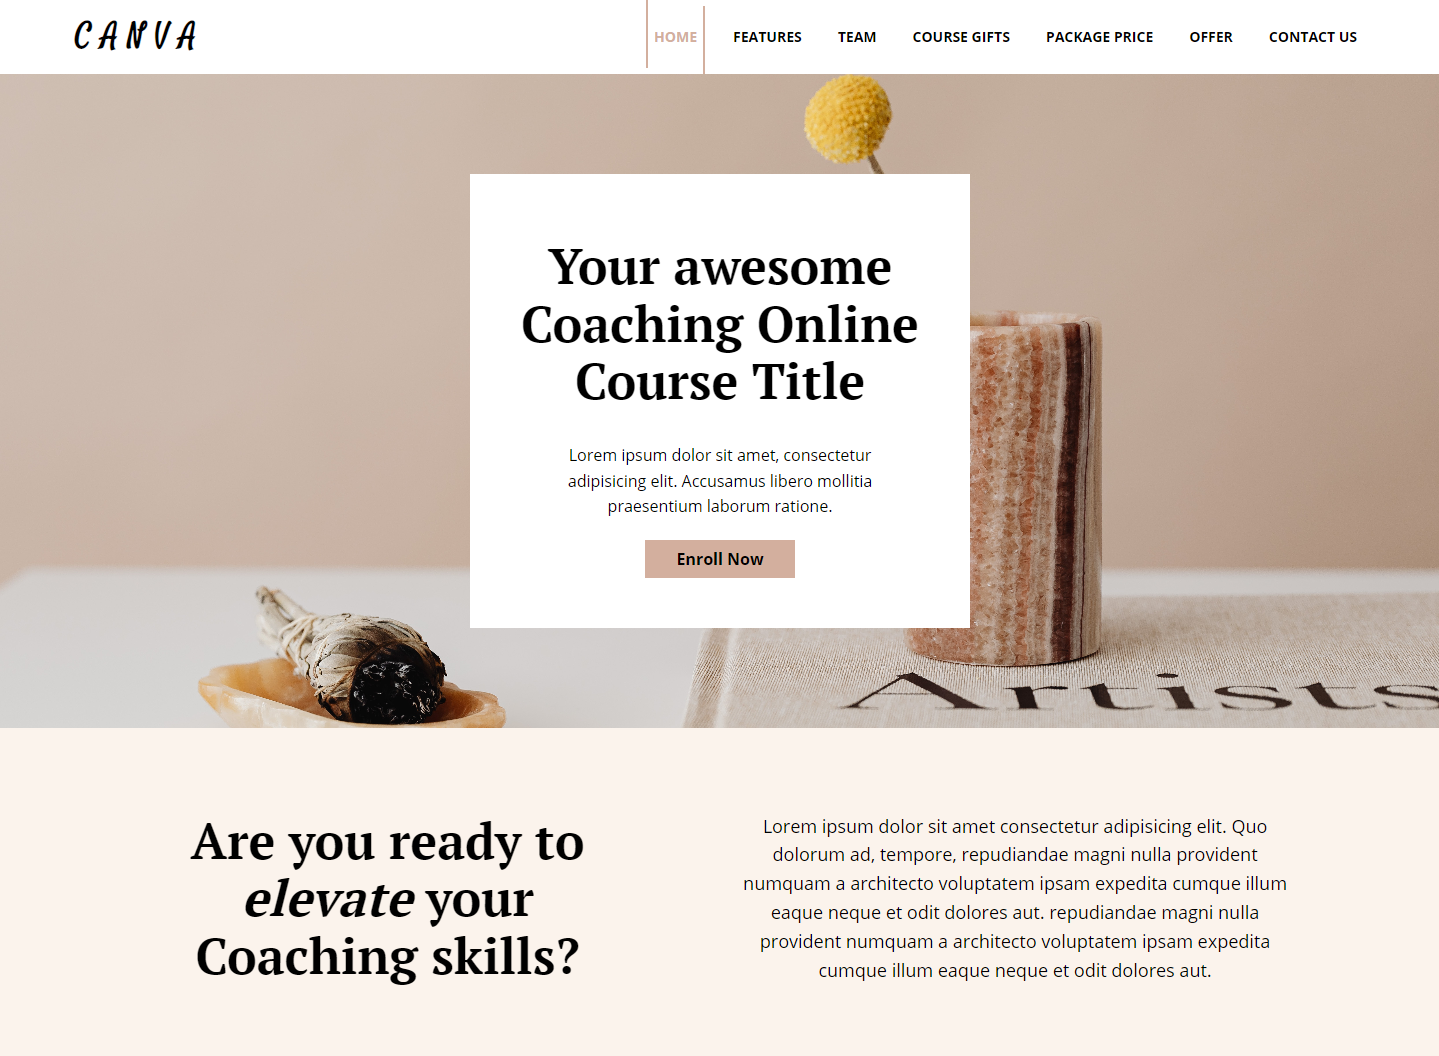 CANVA
HOME FEATURES TEAM COURSE GIFTS PACKAGE PRICE OFFER CONTACT US
Your awesome
Coaching Online
Course Title
Lorem ipsum dolor sit amet, consectetur
adipisicing elit. Accusamus libero mollitia
praesentium laborum ratione.
Enroll Now
Artists
Are you ready to
elevate your
Coaching skills?
Lorem ipsum dolor sit amet consectetur adipisicing elit. Quo
dolorum ad, tempore, repudiandae magni nulla provident
numquam a architecto voluptatem ipsam expedita cumque illum
eaque neque et odit dolores aut. repudiandae magni nulla
provident numquam a architecto voluptatem ipsam expedita
cumque illum eaque neque et odit dolores aut.